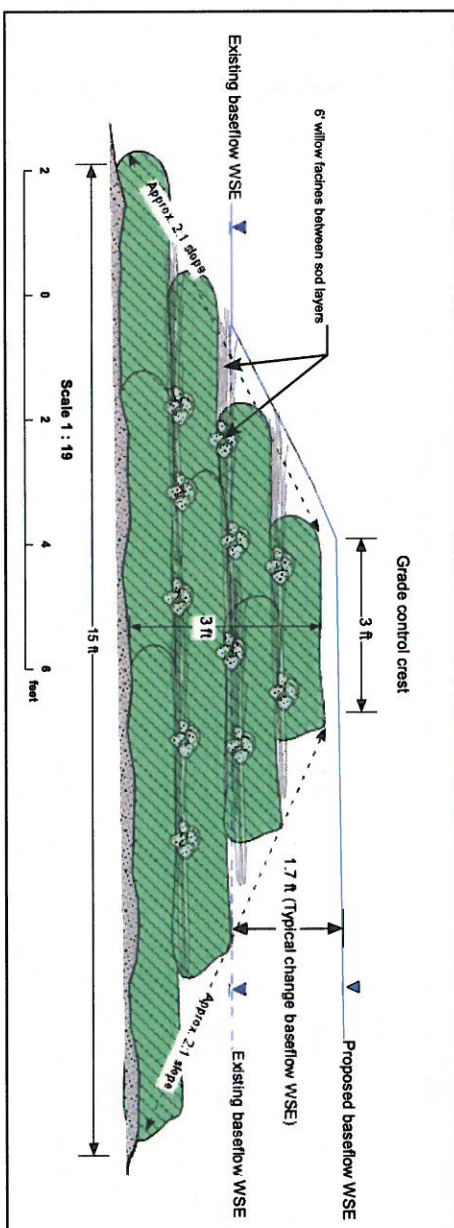 Existing baseflow WSE
6' willow facines between sod layers
Grade control crest
3 ft
Proposed baseflow WSE
1.7 ft (Typical change baseflow WSE)
Existing baseflow WSE
Approx. 2:1 slope
3 ft
Approx. 2:1 slope
15 ft
2 0 2 4 6
feet
Scale 1 : 19